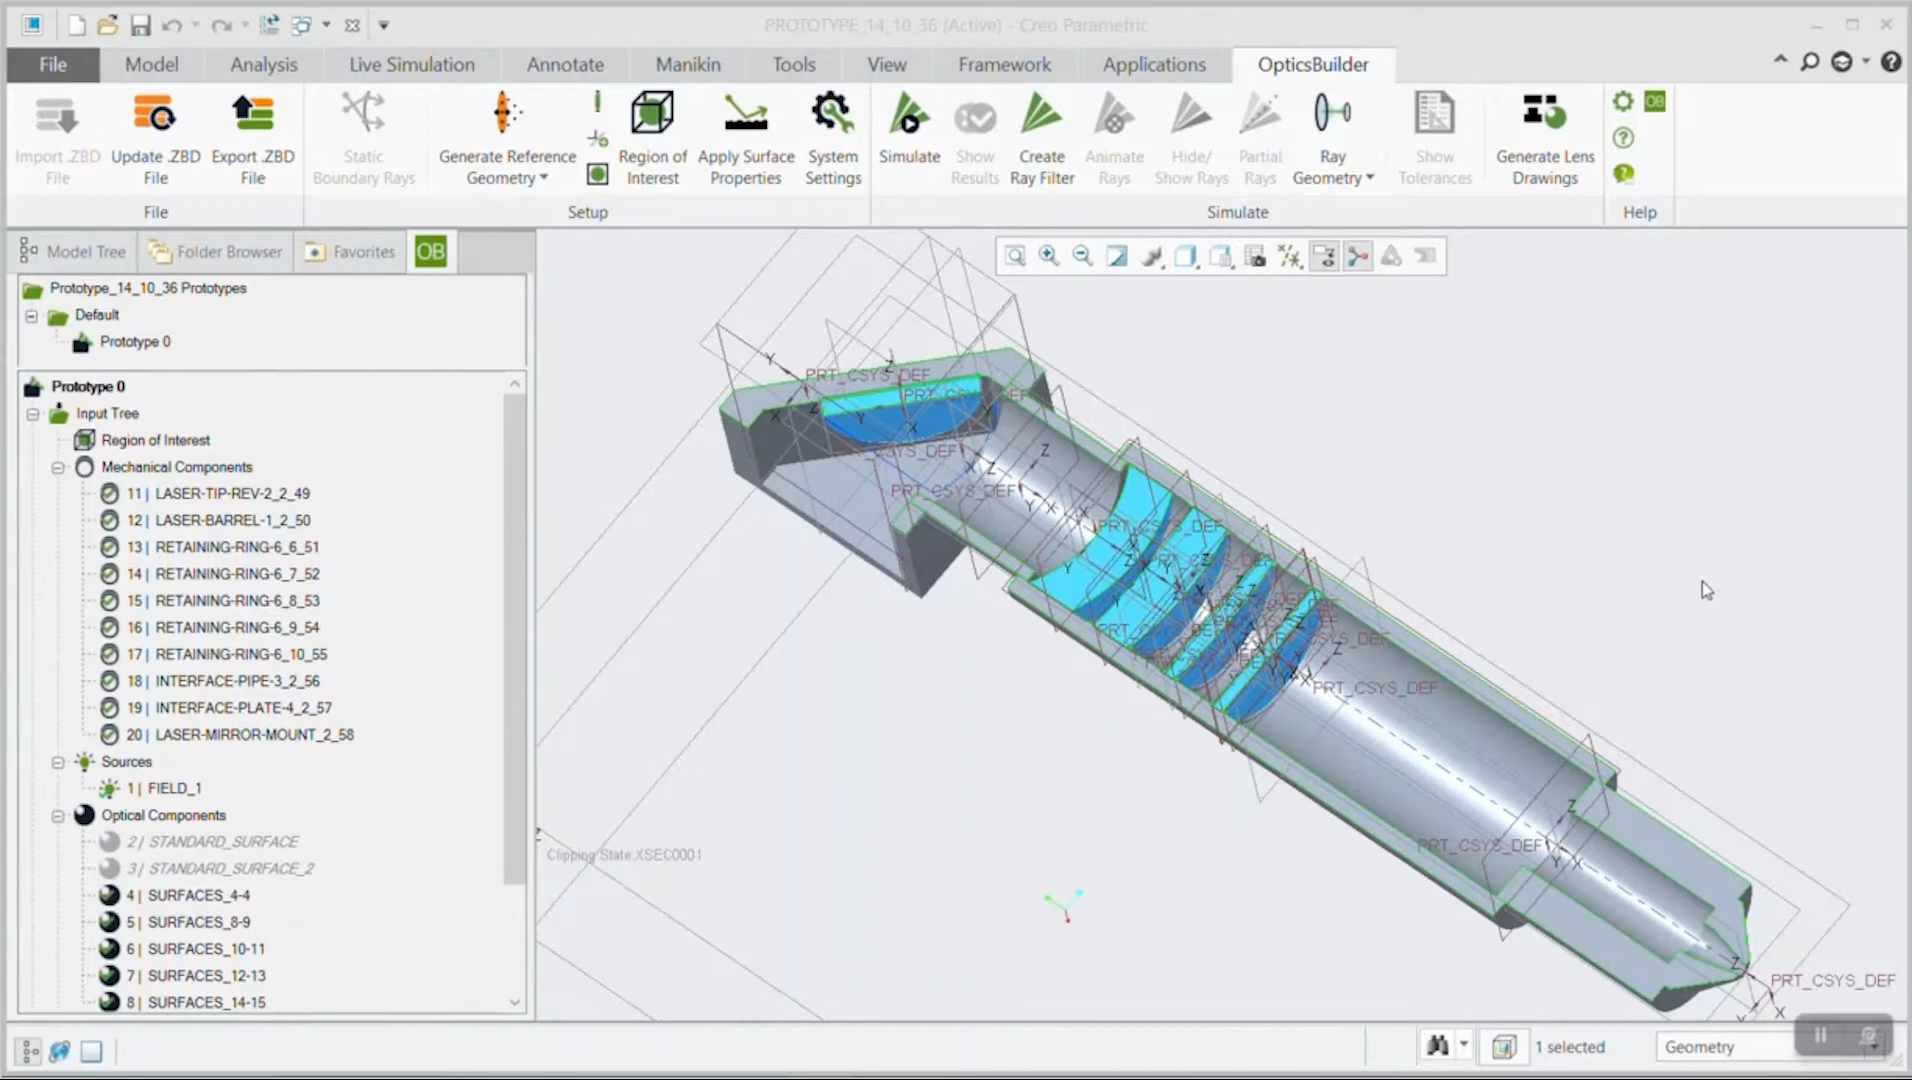 PROTOTYPE_14_10_36 (Active) - Creo Parametric
File Model Analysis Live Simulation Annotate Manikin Tools View Framework Applications OpticsBuilder
Import .ZBD File
Update .ZBD File
Export .ZBD File
Static Boundary Rays
Generate Reference Geometry
Region of Interest
Apply Surface Properties
System Settings
Simulate
Show Results
Create Ray Filter
Animate Rays
Hide/ Show Rays
Partial Rays
Ray Geometry
Show Tolerances
Generate Lens Drawings
OB
File Setup Simulate Help
Model Tree Folder Browser Favorites OB
Prototype_14_10_36 Prototypes
Default
Prototype 0
Prototype 0
Input Tree
Region of Interest
Mechanical Components
11| LASER-TIP-REV-2_2_49
12| LASER-BARREL-1_2_50
13| RETAINING-RING-6_6_51
14| RETAINING-RING-6_7_52
15| RETAINING-RING-6_8_53
16| RETAINING-RING-6_9_54
17| RETAINING-RING-6_10_55
18| INTERFACE-PIPE-3_2_56
19| INTERFACE-PLATE-4_2_57
20| LASER-MIRROR-MOUNT_2_58
Sources
1| FIELD_1
Optical Components
2| STANDARD_SURFACE
3| STANDARD_SURFACE_2
4| SURFACES_4-4
5| SURFACES_8-9
6| SURFACES_10-11
7| SURFACES_12-13
8| SURFACES_14-15
PRT_CSYS_DEF
PRT_CSYS_DEF
PRT_CSYS_DEF
PRT_CSYS_DEF
PRT_CSYS_DEF
PRT_CSYS_DEF
PRT_CSYS_DEF
Clipping State:XSEC0001
1 selected
Geometry